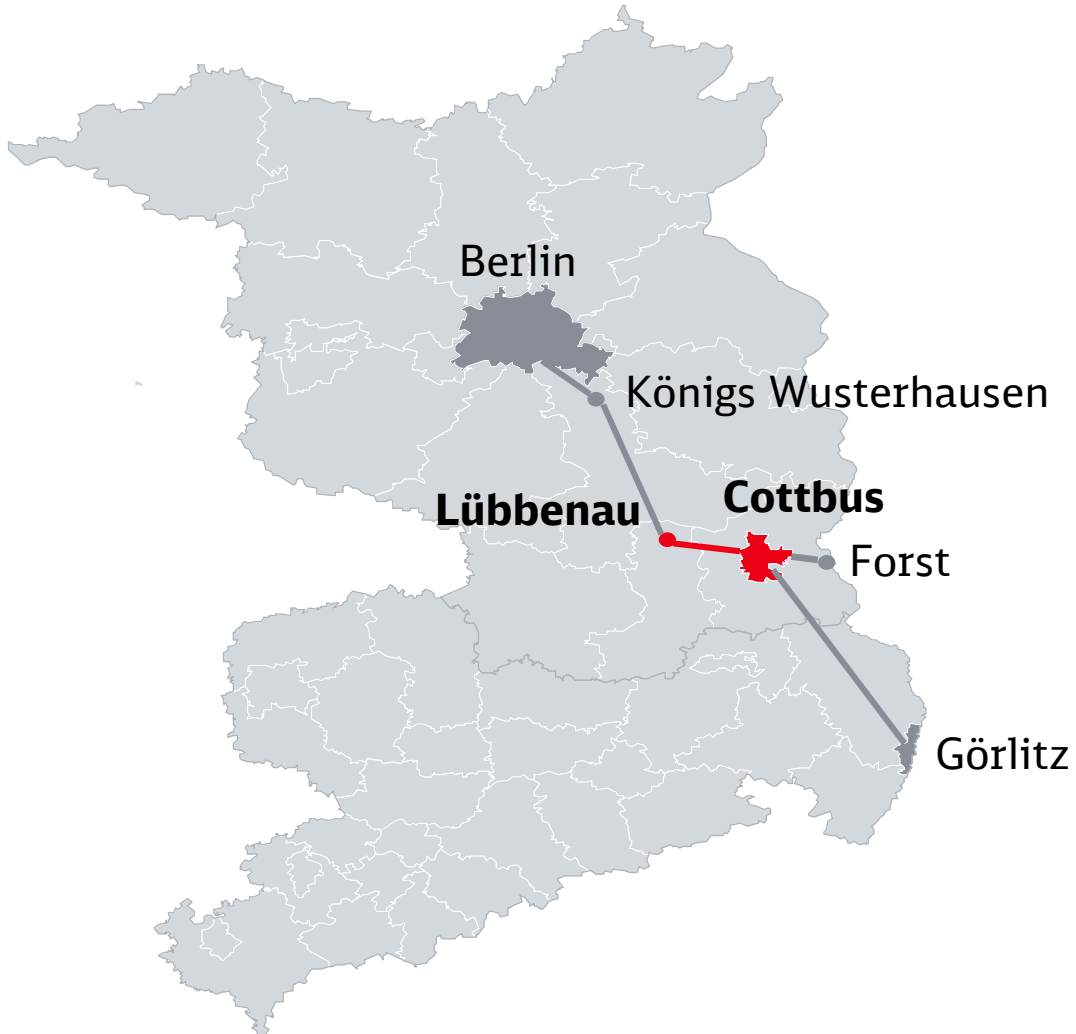 Berlin
Königs Wusterhausen
Cottbus
Lübbenau
Forst
Görlitz